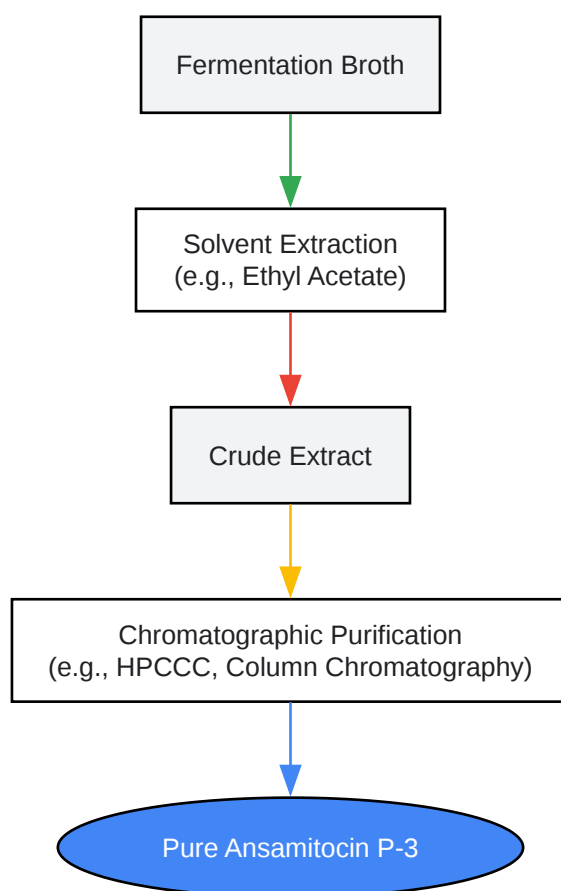 Fermentation Broth
Solvent Extraction
(e.g., Ethyl Acetate)
Crude Extract
Chromatographic Purification
(e.g., HPCCC, Column Chromatography)
Pure Ansamitocin P-3